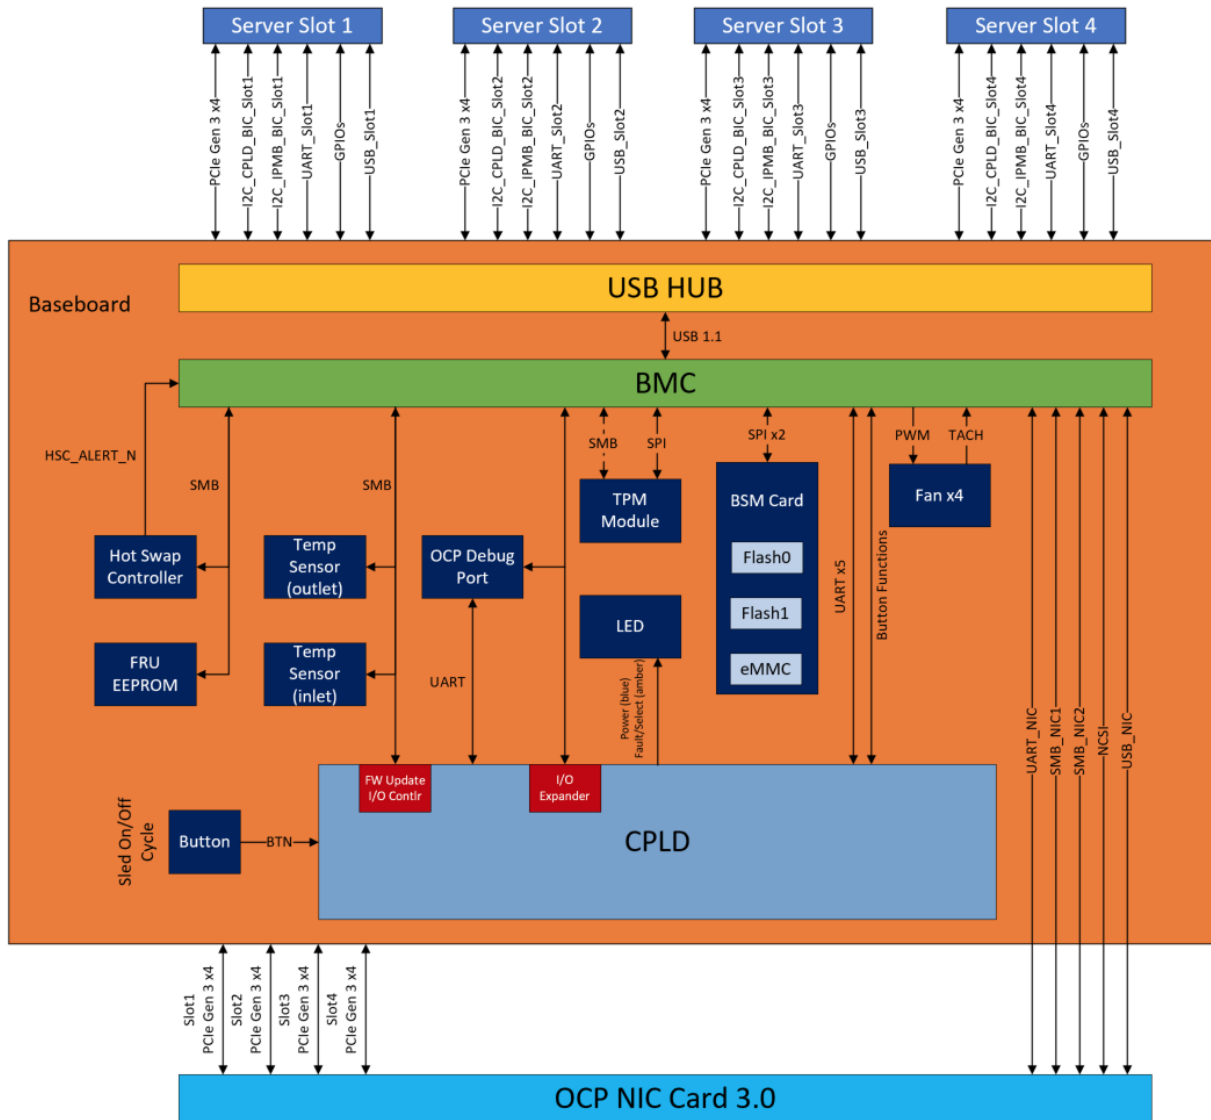 Server Slot 1
Server Slot 2
Server Slot 3
Server Slot 4
PCIe Gen 3 x4
I2C_CPLD_BIC_Slot1
I2C_IPMB_BIC_Slot1
UART_Slot1
GPIOs
USB_Slot1
PCIe Gen 3 x4
I2C_CPLD_BIC_Slot2
I2C_IPMB_BIC_Slot2
UART_Slot2
GPIOs
USB_Slot2
PCIe Gen 3 x4
I2C_CPLD_BIC_Slot3
I2C_IPMB_BIC_Slot3
UART_Slot3
GPIOs
USB_Slot3
PCIe Gen 3 x4
I2C_CPLD_BIC_Slot4
I2C_IPMB_BIC_Slot4
UART_Slot4
GPIOs
USB_Slot4
Baseboard
USB HUB
USB 1.1
BMC
HSC_ALERT_N
SMB
SMB
SMB
SPI
SPI x2
PWM
TACH
Hot Swap
Controller
FRU
EEPROM
Temp
Sensor
(outlet)
Temp
Sensor
(inlet)
OCP Debug
Port
UART
TPM
Module
LED
Power (blue)
Fault/Select (amber)
BSM Card
Flash0
Flash1
eMMC
UART x5
Button Functions
Fan x4
UART_NIC
SMB_NIC1
SMB_NIC2
NCSI
USB_NIC
FW Update
I/O Contlr
I/O
Expander
CPLD
Sled On/Off
Cycle
Button
BTN
Slot1
PCIe Gen 3 x4
Slot2
PCIe Gen 3 x4
Slot3
PCIe Gen 3 x4
Slot4
PCIe Gen 3 x4
OCP NIC Card 3.0